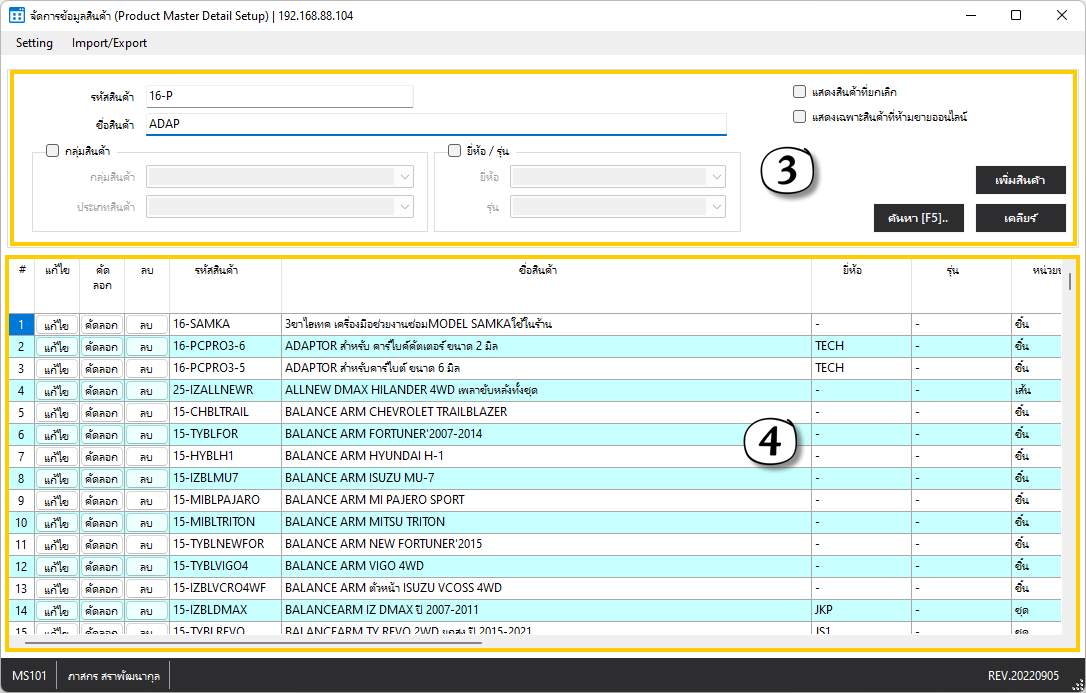 จัดการข้อมูลสินค้า (Product Master Detail Setup) | 192.168.88.104
Setting Import/Export
รหัสสินค้า 16-P
แสดงสินค้าที่ยกเลิก
ชื่อสินค้า ADAP
แสดงเฉพาะสินค้าที่ห้ามขายออนไลน์
กลุ่มสินค้า ยี่ห้อ / รุ่น
กลุ่มสินค้า ยี่ห้อ
3
เพิ่มสินค้า
ประเภทสินค้า รุ่น
ค้นหา [F5].. เคลียร์
# แก้ไข คัดลอก ลบ รหัสสินค้า ชื่อสินค้า ยี่ห้อ รุ่น
1 แก้ไข คัดลอก ลบ 16-SAMKA 3ขาไฮเทค เครื่องมือช่วยงานซ่อมMODEL SAMKAใช้ในร้าน - - ชิ้น
2 แก้ไข คัดลอก ลบ 16-PCPRO3-6 ADAPTOR สำหรับ คาร์ไบค์คัตเตอร์ ขนาด 2 มิล TECH - ชิ้น
3 แก้ไข คัดลอก ลบ 16-PCPRO3-5 ADAPTOR สำหรับคาร์ไบต์ ขนาด 6 มิล TECH - ชิ้น
4 แก้ไข คัดลอก ลบ 25-IZALLNEWR ALLNEW DMAX HILANDER 4WD เพลาขับหลังทั้งชุด - - เส้น
5 แก้ไข คัดลอก ลบ 15-CHBLTRAIL BALANCE ARM CHEVROLET TRAILBLAZER - - ชิ้น
6 แก้ไข คัดลอก ลบ 15-TYBLFOR BALANCE ARM FORTUNER'2007-2014 - - ชิ้น
4
7 แก้ไข คัดลอก ลบ 15-HYBLH1 BALANCE ARM HYUNDAI H-1 - - ชิ้น
8 แก้ไข คัดลอก ลบ 15-IZBLMU7 BALANCE ARM ISUZU MU-7 - - ชิ้น
9 แก้ไข คัดลอก ลบ 15-MIBLPAJARO BALANCE ARM MI PAJERO SPORT - - ชิ้น
10 แก้ไข คัดลอก ลบ 15-MIBLTRITON BALANCE ARM MITSU TRITON - - ชิ้น
11 แก้ไข คัดลอก ลบ 15-TYBLNEWFOR BALANCE ARM NEW FORTUNER'2015 - - ชิ้น
12 แก้ไข คัดลอก ลบ 15-TYBLVIGO4 BALANCE ARM VIGO 4WD - - ชิ้น
13 แก้ไข คัดลอก ลบ 15-IZBLVCRO4WF BALANCE ARM ตัวหน้า ISUZU VCOSS 4WD - - ชิ้น
14 แก้ไข คัดลอก ลบ 15-IZBLDMAX BALANCEARM IZ DMAX ปี 2007-2011 JKP - ชุด
15 แก้ไข คัดลอก ลบ 15-TYBLREVO BALANCEARM TY REVO 2WD ยกสูง ปี 2015-2021 JS1 - ชุด
MS101 ภาสกร สราพัฒนากุล REV.20220905